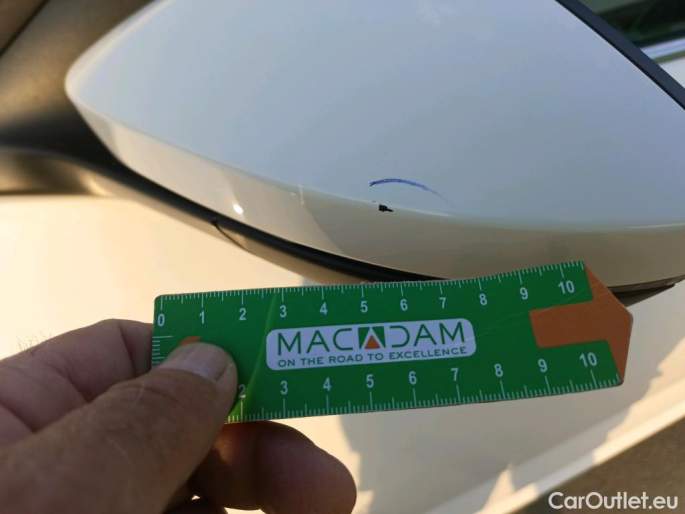 0 1 2 3 4 5 6 7 8 9 10
MACADAM
ON THE ROAD TO EXCELLENCE
2 3 4 5 6 7 8 9 10
CarOutlet.eu